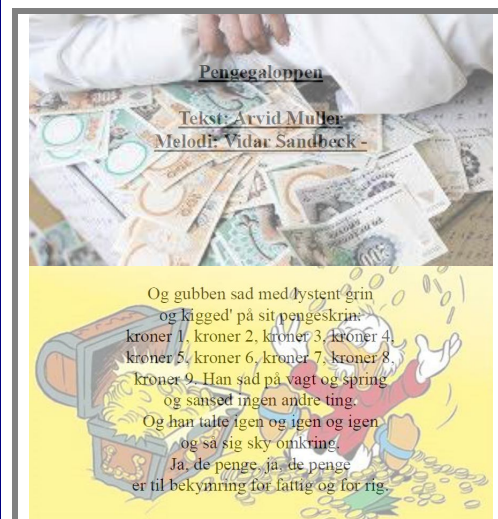 Pengegaloppen
Tekst: Arvid Muller
Melodi: Vidar Sandbeck -
Og gubben sad med lystent grin
og kigged' på sit pengeskrin:
kroner 1, kroner 2, kroner 3, kroner 4,
kroner 5, kroner 6, kroner 7, kroner 8,
kroner 9. Han sad på vagt og spring
og sansed ingen andre ting.
Og han talte igen og igen og igen
og så sig sky omkring.
Ja, de penge, ja, de penge
er til bekymring for fattig og for rig.